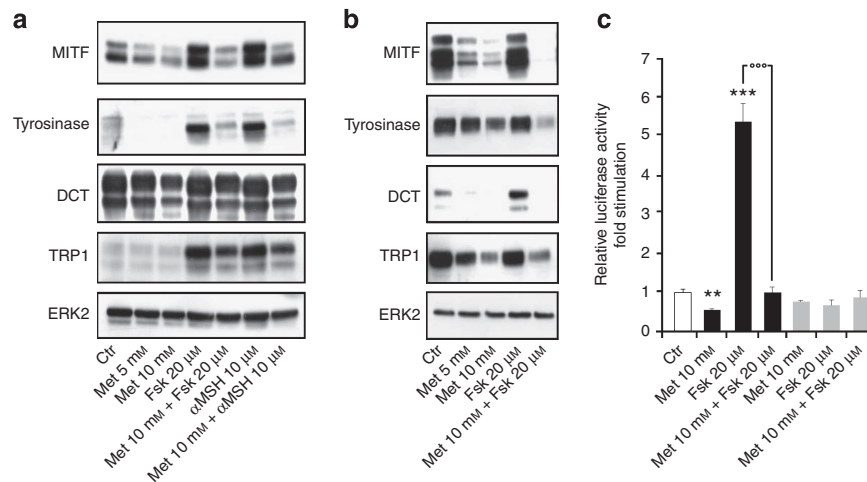 a
MITF
Tyrosinase
DCT
TRP1
ERK2
Ctr
Met 5 mM
Met 10 mM
Fsk 20 μM
Met 10 mM + Fsk 20 μM
αMSH 10 μM
Met 10 mM + αMSH 10 μM
b
MITF
Tyrosinase
DCT
TRP1
ERK2
Ctr
Met 5 mM
Met 10 mM
Fsk 20 μM
Met 10 mM + Fsk 20 μM
c
Relative luciferase activity
fold stimulation
7
6
5
4
3
2
1
0
***
°°°
**
Ctr
Met 10 mM
Fsk 20 μM
Met 10 mM + Fsk 20 μM
Met 10 mM
Fsk 20 μM
Met 10 mM + Fsk 20 μM